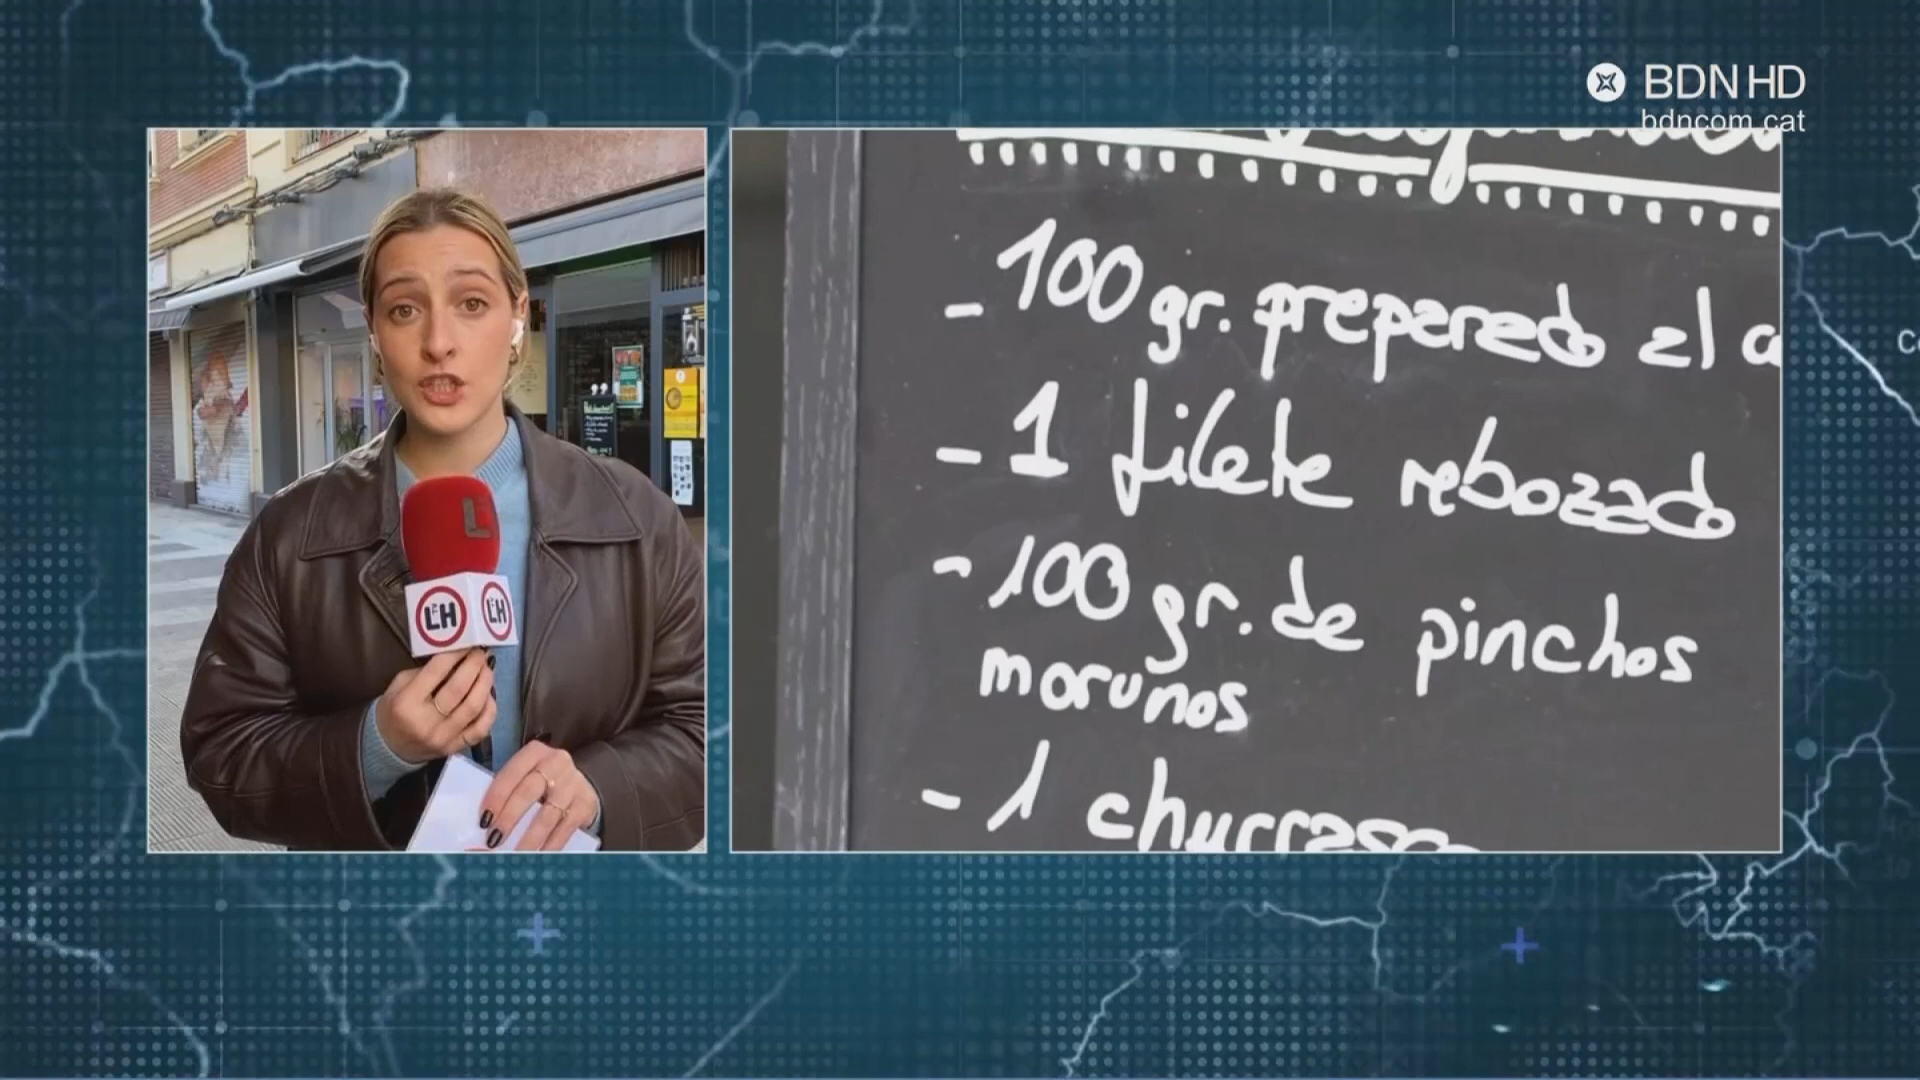 BDN HD
bdncom.cat
- 100 gr. preparado al
- 1 filete rebozado
- 100 gr. de pinchos
morunos
- 1 churrasco
L
LH
LH